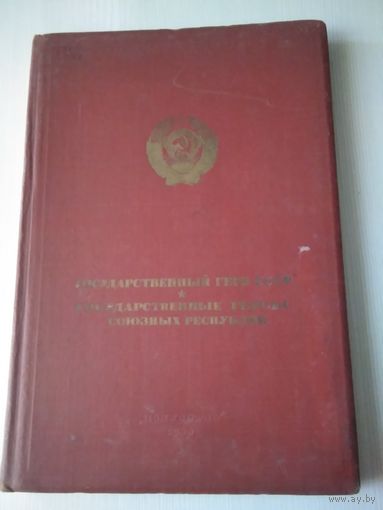 ГОСУДАРСТВЕННЫЙ ГЕРБ СССР
★
ГОСУДАРСТВЕННЫЕ ГЕРБЫ
СОЮЗНЫХ РЕСПУБЛИК
www.ay.by